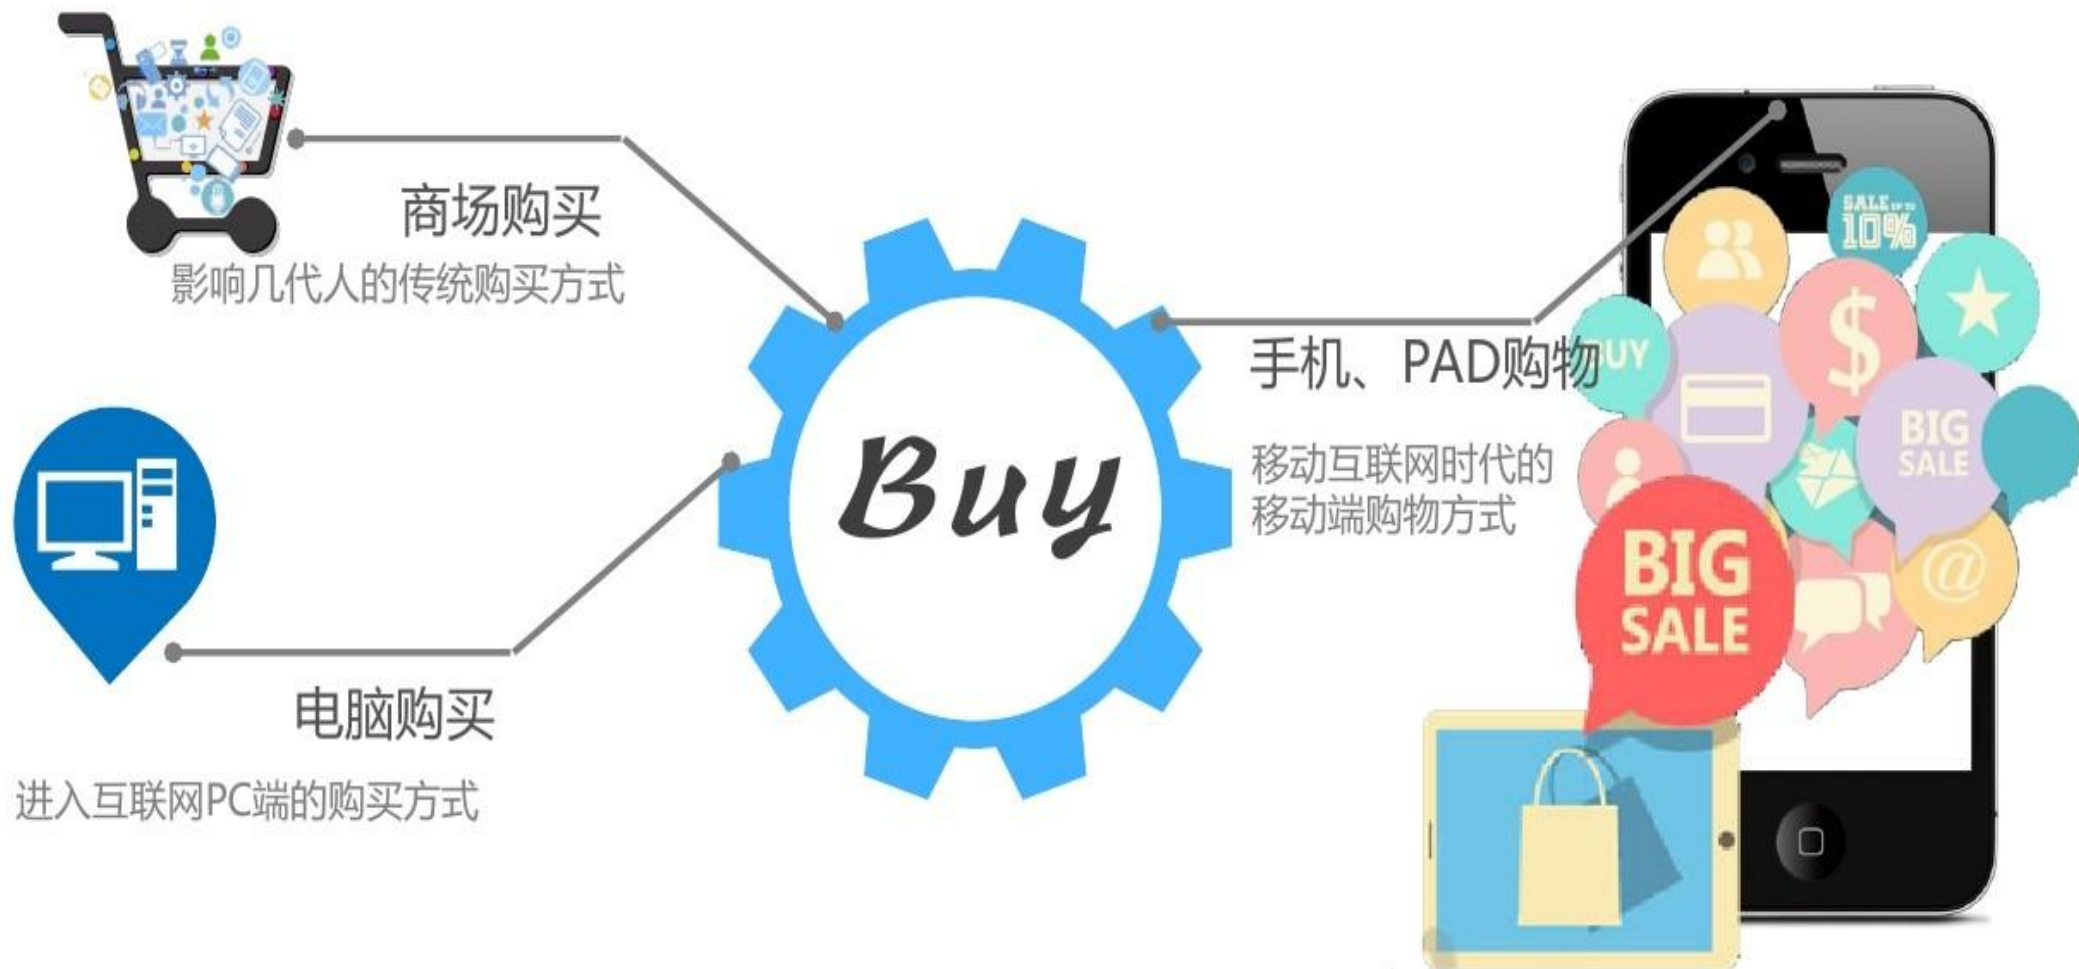 商场购买
影响几代人的传统购买方式
电脑购买
进入互联网PC端的购买方式
Buy
手机、PAD购物
移动互联网时代的
移动端购物方式
SALE UP TO
10%
BUY
$
BIG
SALE
@
BIG
SALE